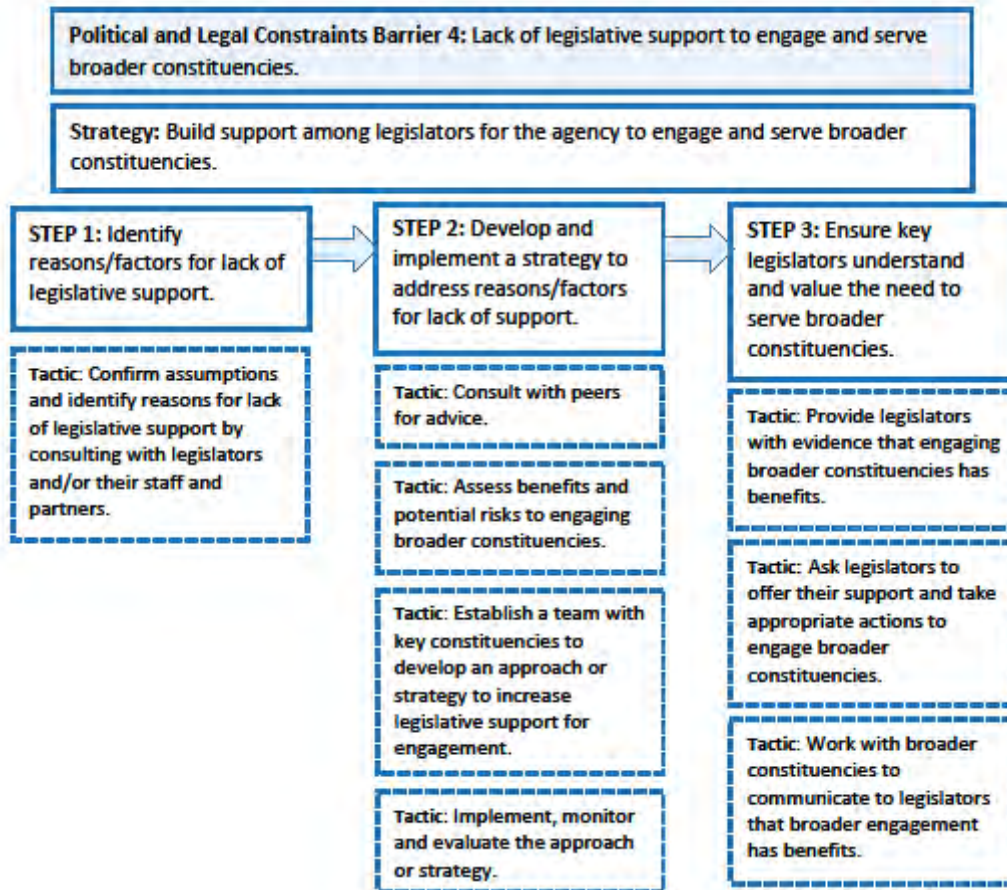 Political and Legal Constraints Barrier 4: Lack of legislative support to engage and serve
broader constituencies.
Strategy: Build support among legislators for the agency to engage and serve broader
constituencies.
STEP 1: Identify
reasons/factors for lack of
legislative support.
Tactic: Confirm assumptions
and identify reasons for lack
of legislative support by
consulting with legislators
and/or their staff and
partners.
STEP 2: Develop and
implement a strategy to
address reasons/factors
for lack of support.
Tactic: Consult with peers
for advice.
Tactic: Assess benefits and
potential risks to engaging
broader constituencies.
Tactic: Establish a team with
key constituencies to
develop an approach or
strategy to increase
legislative support for
engagement.
Tactic: Implement, monitor
and evaluate the approach
or strategy.
STEP 3: Ensure key
legislators understand
and value the need to
serve broader
constituencies.
Tactic: Provide legislators
with evidence that engaging
broader constituencies has
benefits.
Tactic: Ask legislators to
offer their support and take
appropriate actions to
engage broader
constituencies.
Tactic: Work with broader
constituencies to
communicate to legislators
that broader engagement
has benefits.